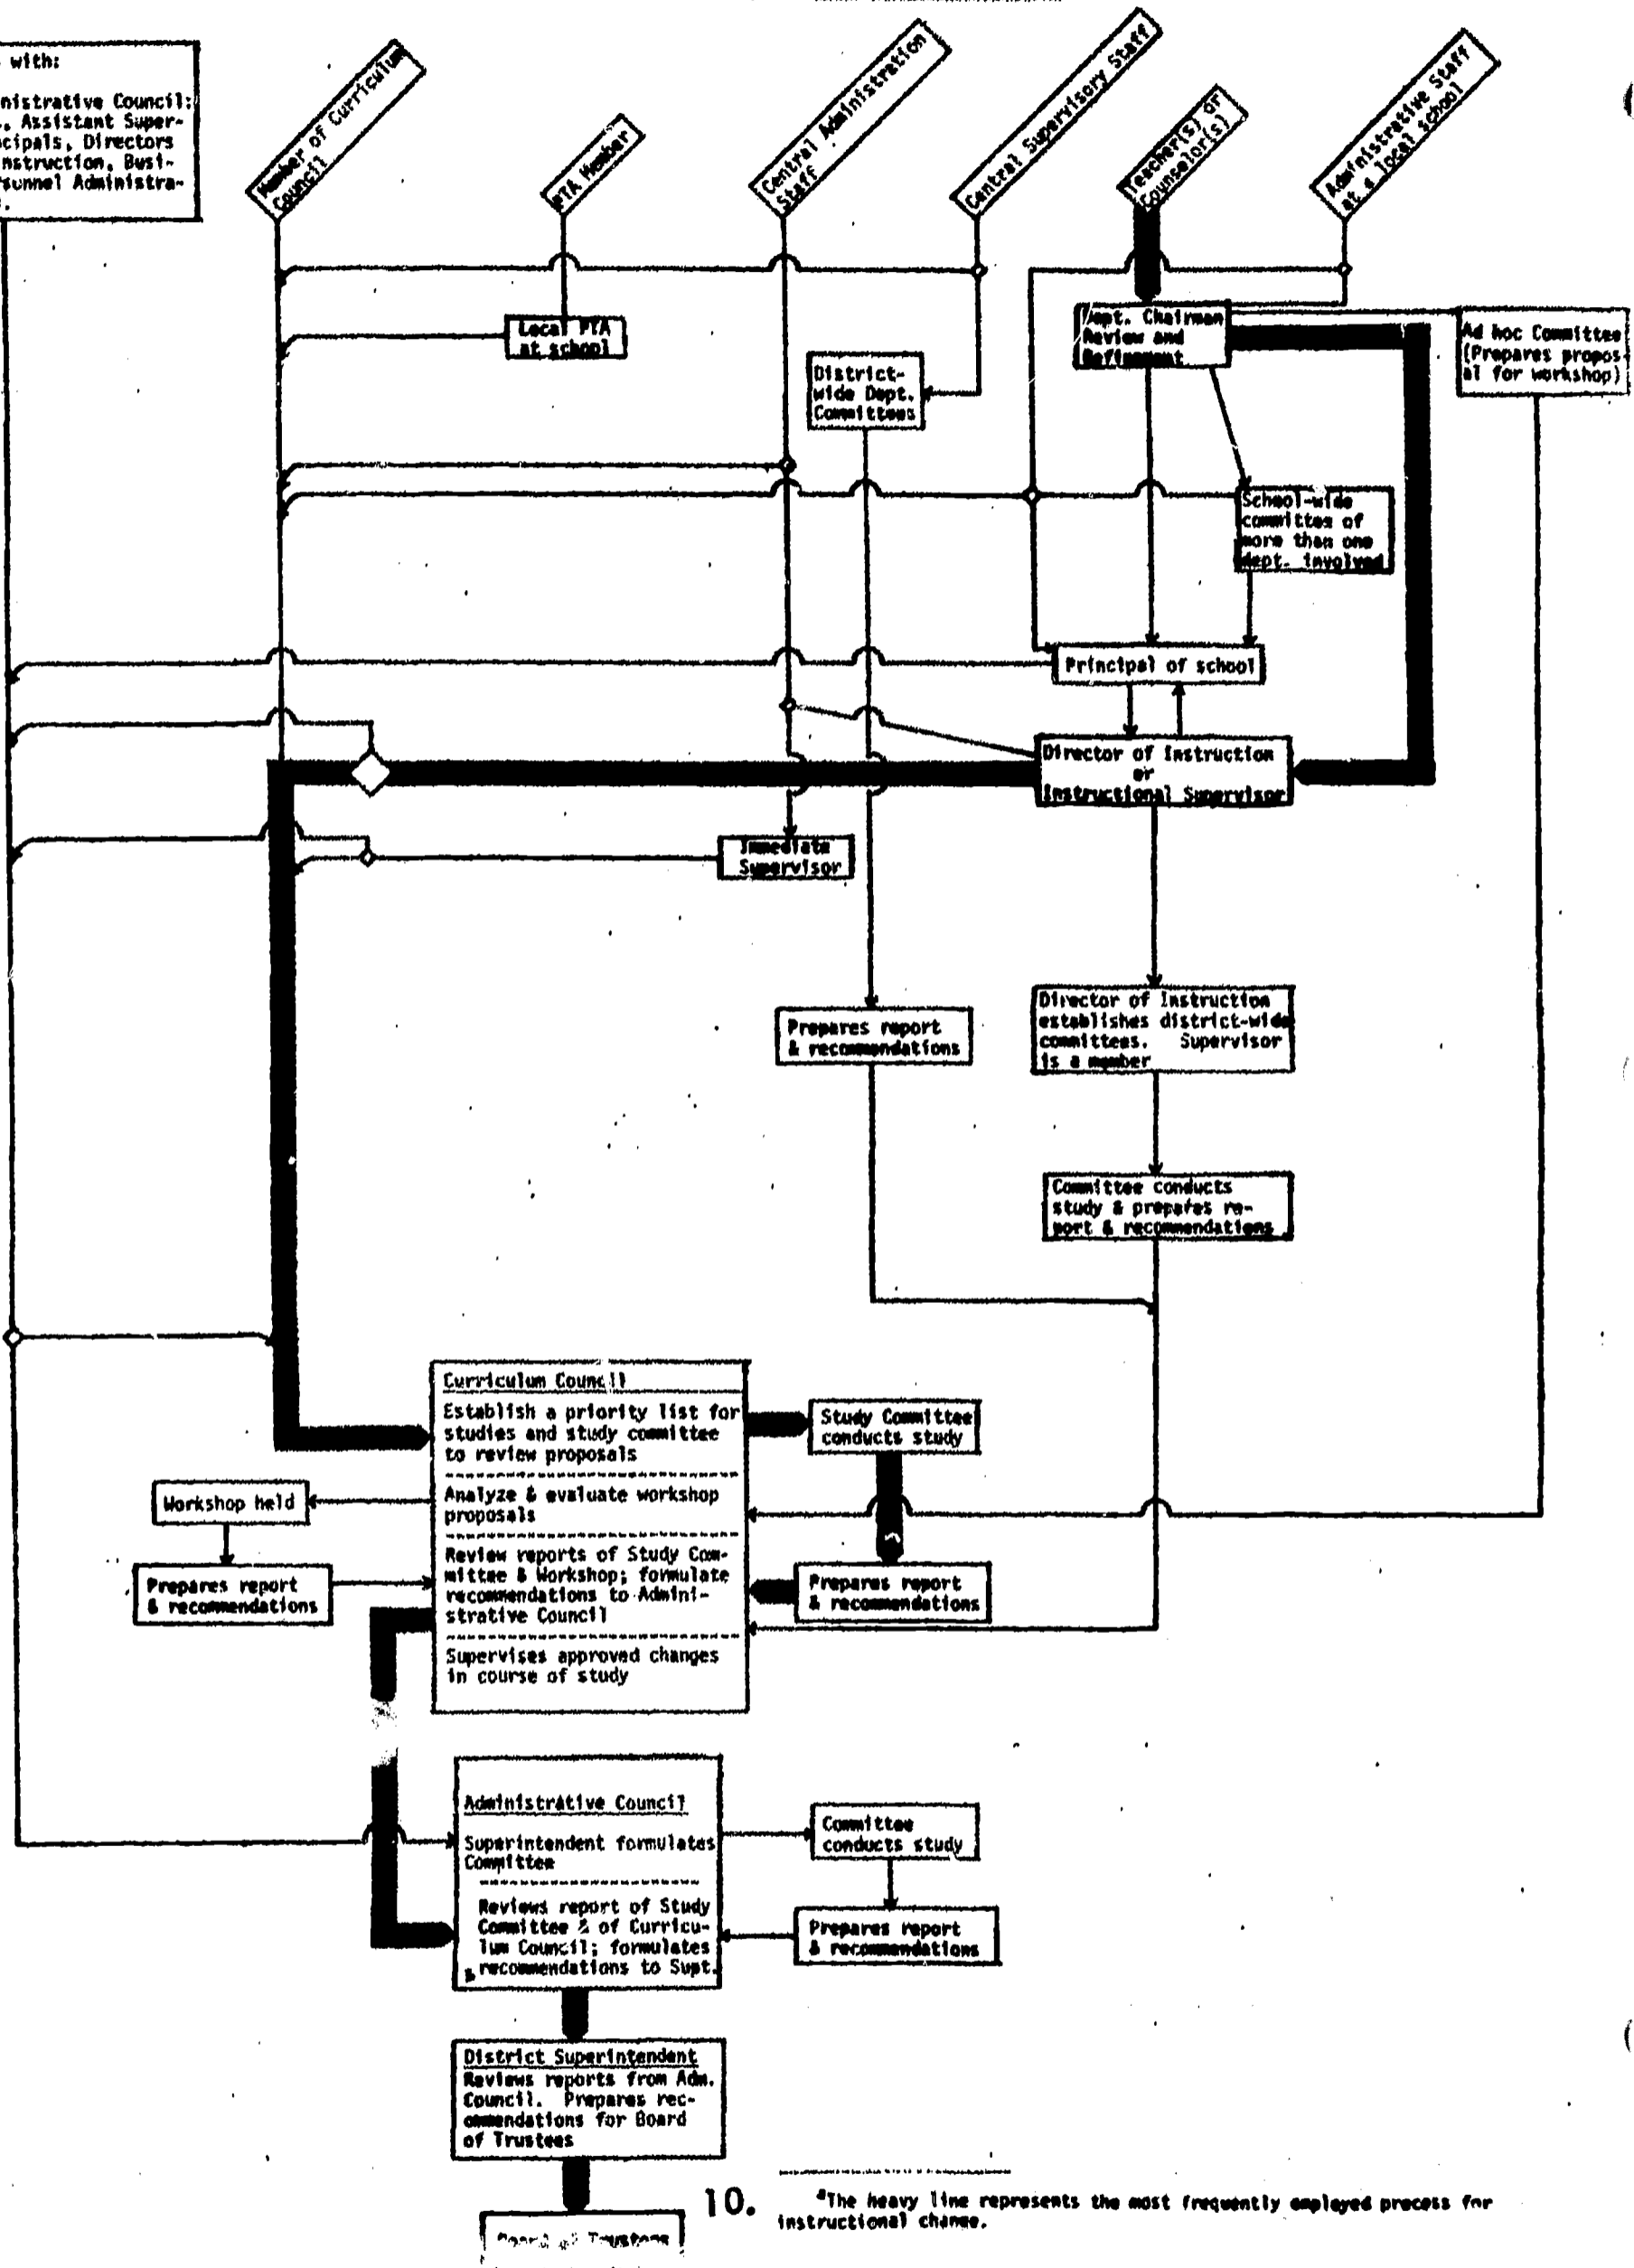 with:
nistrative Council:
., Assistant Super-
cipals, Directors
nstruction, Busi-
rsunnel Administra-
.
Member of Curriculum
Council
PTA Member
Central Administration
Staff
Central Supervisory Staff
Teacher(s) or
Counselor(s)
Administrative Staff
at a local school
Local PTA
at school
District-
wide Dept.
Committees
Dept. Chairman
Review and
Refinement
Ad hoc Committee
(Prepares propos-
al for workshop)
School-wide
committee of
more than one
dept. involved
Principal of school
Director of Instruction
or
Instructional Supervisor
Immediate
Supervisor
Prepares report
& recommendations
Director of Instruction
establishes district-wide
committees. Supervisor
is a member
Committee conducts
study & prepares re-
port & recommendations
Curriculum Council
Establish a priority list for
studies and study committee
to review proposals
Analyze & evaluate workshop
proposals
Review reports of Study Com-
mittee & Workshop; formulate
recommendations to Admini-
strative Council
Supervises approved changes
in course of study
Study Committee
conducts study
Workshop held
Prepares report
& recommendations
Prepares report
& recommendations
Administrative Council
Superintendent formulates
Committee
Reviews report of Study
Committee & of Curricu-
lum Council; formulates
recommendations to Supt.
Committee
conducts study
Prepares report
& recommendations
District Superintendent
Reviews reports from Adm.
Council. Prepares rec-
ommendations for Board
of Trustees
Board of Trustees
10.
aThe heavy line represents the most frequently employed process for
instructional change.